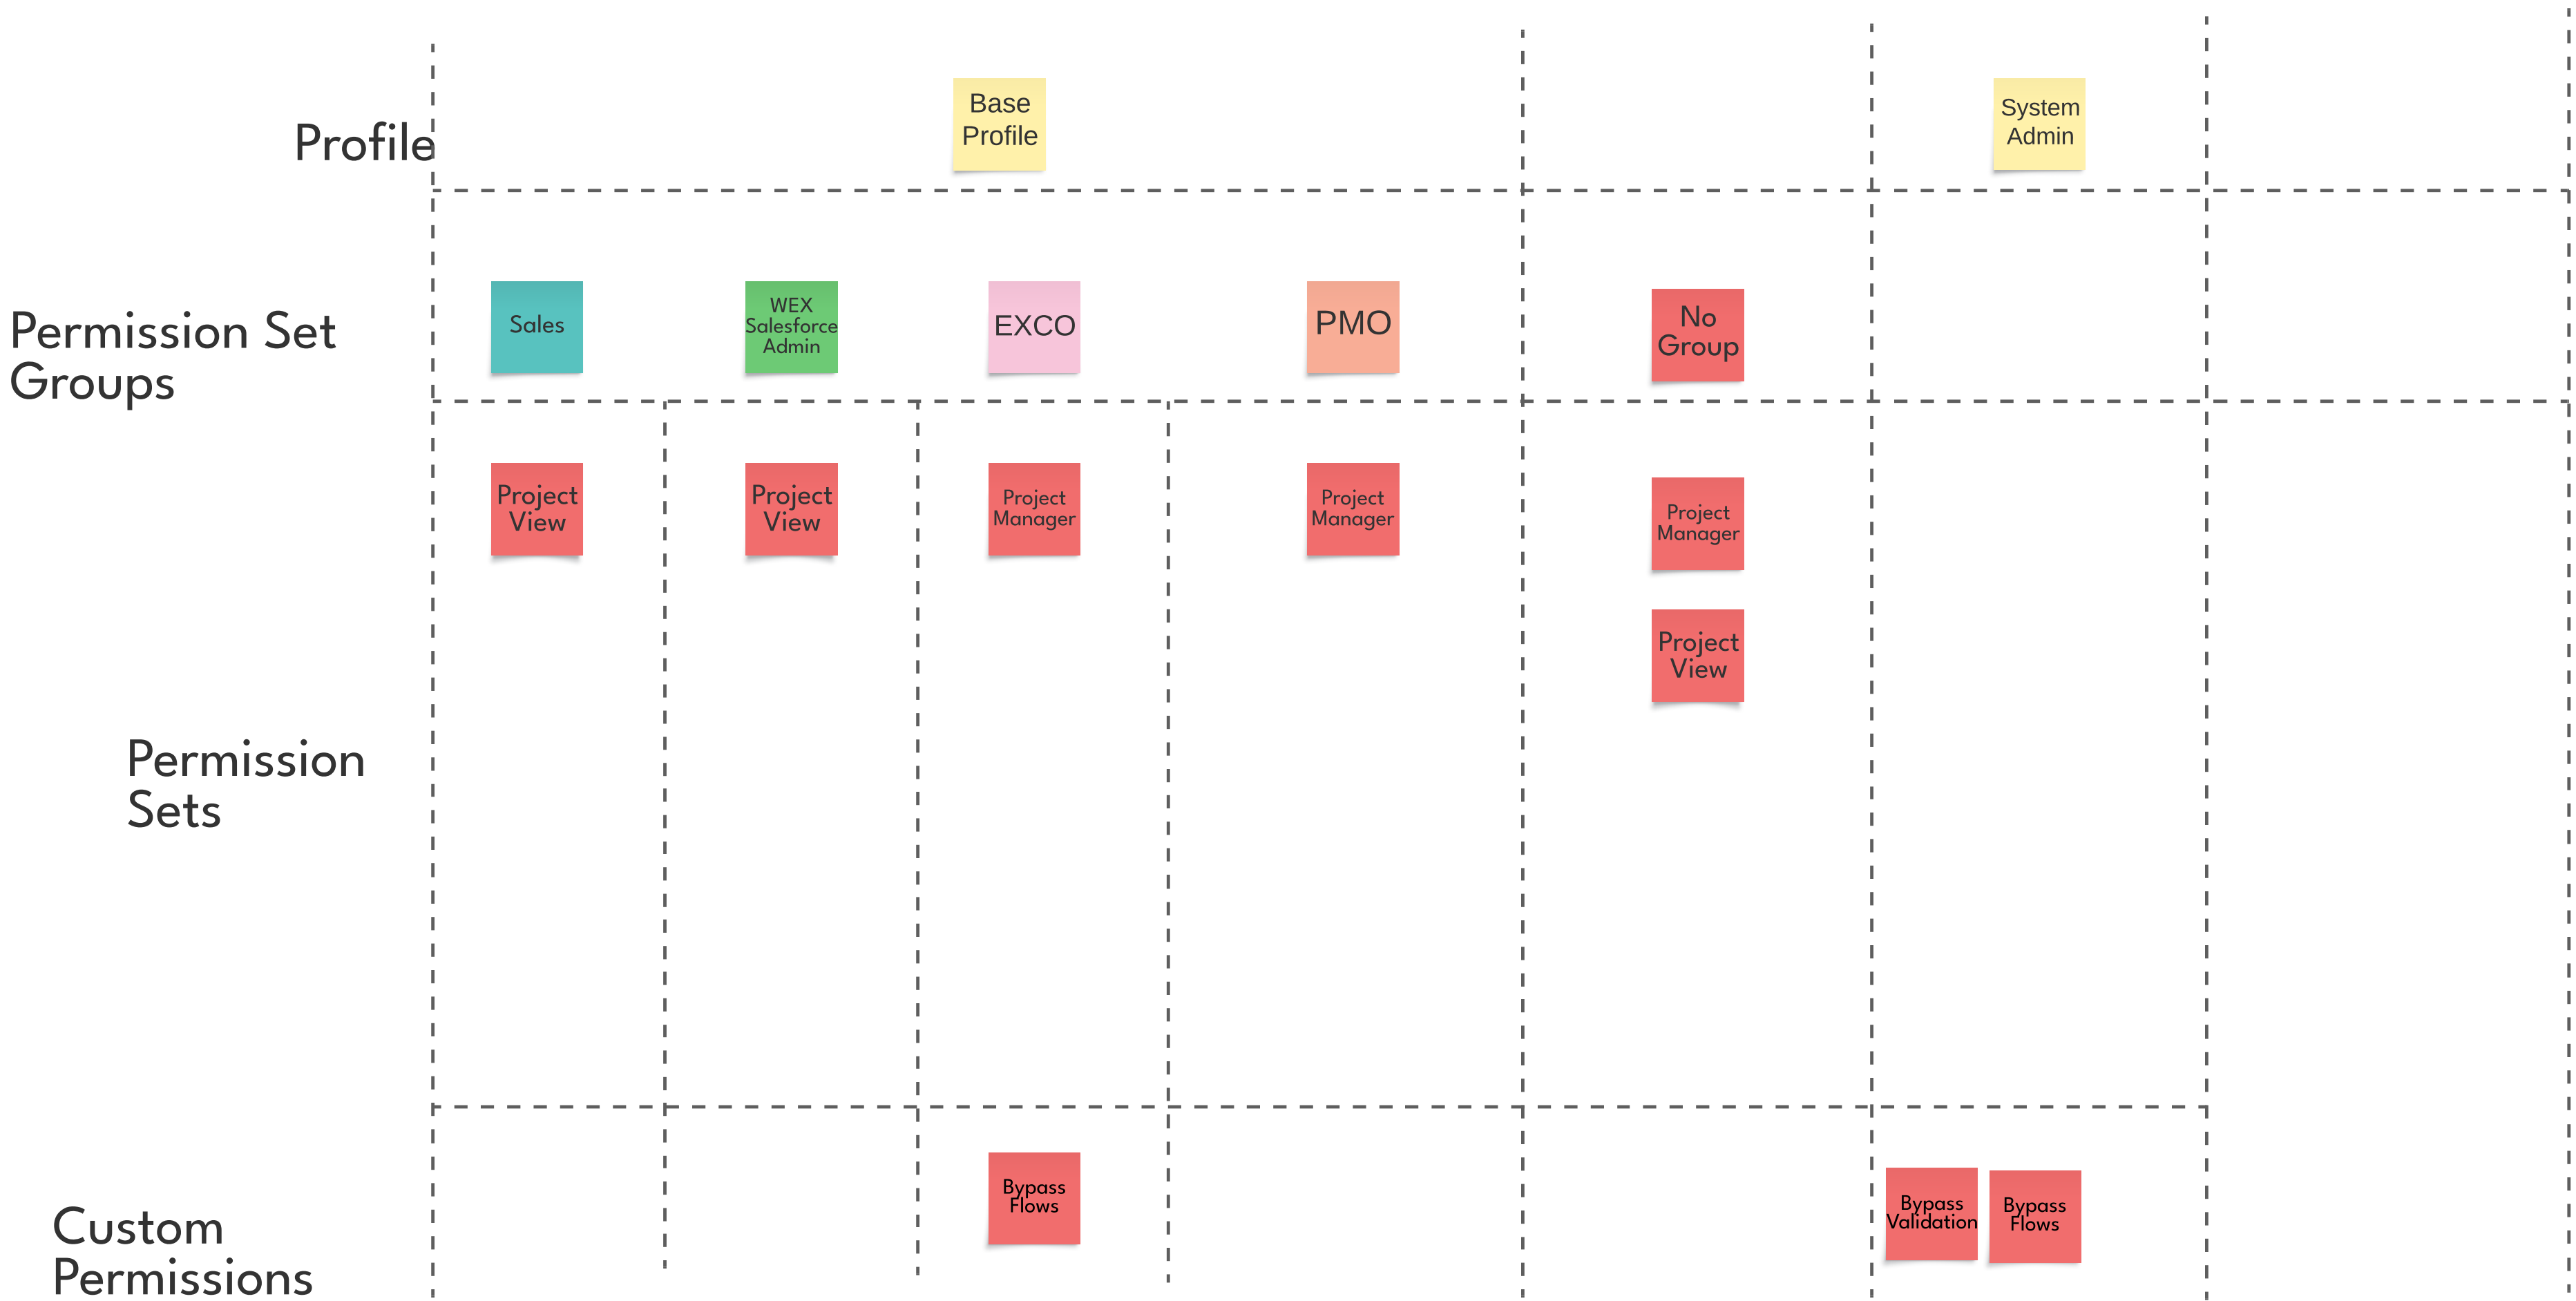 Profile
Base
Profile
System
Admin
Permission Set
Groups
Sales
WEX
Salesforce
Admin
EXCO
PMO
No
Group
Permission
Sets
Project
View
Project
View
Project
Manager
Project
Manager
Project
Manager
Project
View
Custom
Permissions
Bypass
Flows
Bypass
Validation
Bypass
Flows